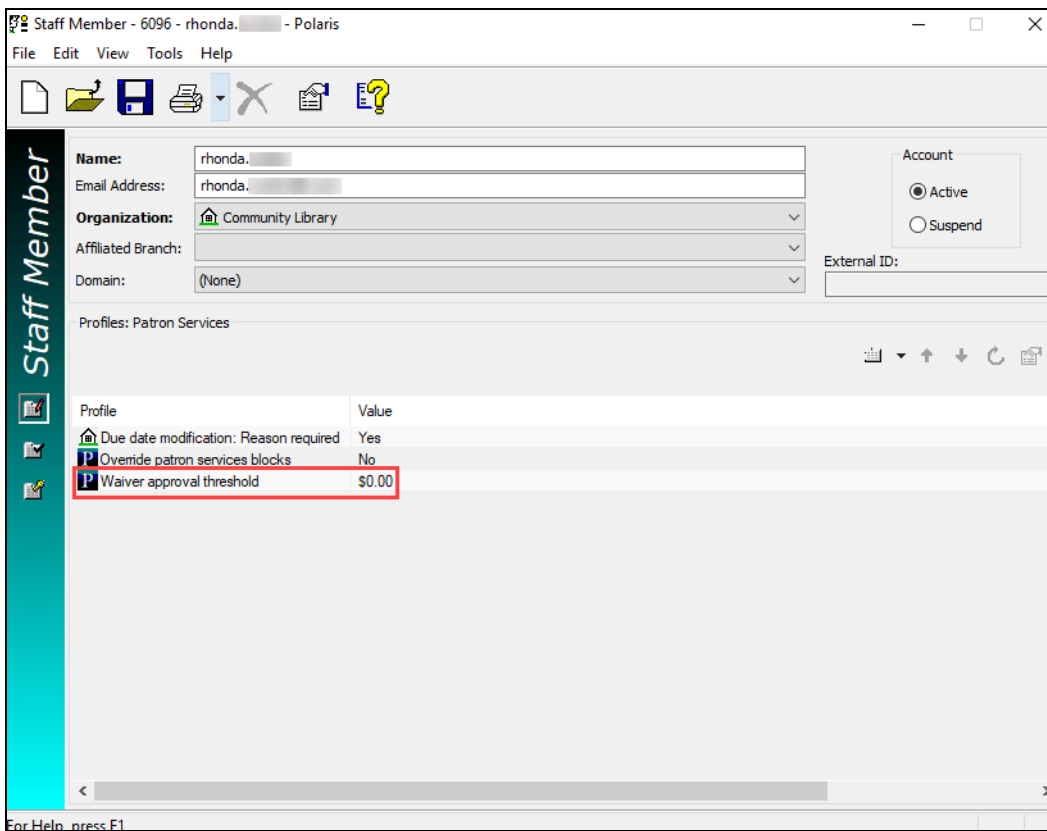 Staff Member - 6096 - rhonda. - Polaris
File Edit View Tools Help
Staff Member
Name: rhonda.
Email Address: rhonda.
Organization: Community Library
Affiliated Branch:
Domain: (None)
Account
Active
Suspend
External ID:
Profiles: Patron Services
Profile Value
Due date modification: Reason required Yes
P Override patron services blocks No
P Waiver approval threshold $0.00
For Help, press F1